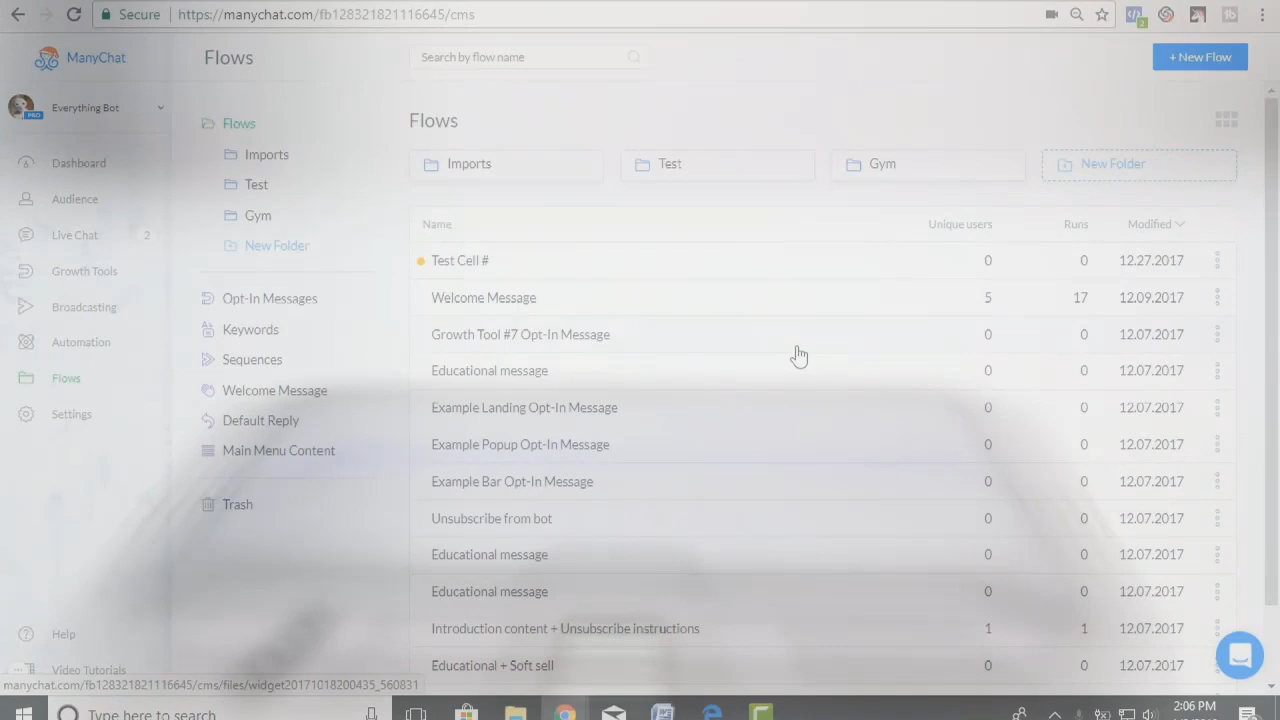 Secure https://manychat.com/fb128321821116645/cms
ManyChat
Flows
Search by flow name
+ New Flow
Everything Bot
PRO
Dashboard
Audience
Live Chat 2
Growth Tools
Broadcasting
Automation
Flows
Settings
Help
Video Tutorials
Flows
Imports
Test
Gym
New Folder
Opt-In Messages
Keywords
Sequences
Welcome Message
Default Reply
Main Menu Content
Trash
Flows
Imports Test Gym New Folder
Name Unique users Runs Modified
Test Cell # 0 0 12.27.2017
Welcome Message 5 17 12.09.2017
Growth Tool #7 Opt-In Message 0 0 12.07.2017
Educational message 0 0 12.07.2017
Example Landing Opt-In Message 0 0 12.07.2017
Example Popup Opt-In Message 0 0 12.07.2017
Example Bar Opt-In Message 0 0 12.07.2017
Unsubscribe from bot 0 0 12.07.2017
Educational message 0 0 12.07.2017
Educational message 0 0 12.07.2017
Introduction content + Unsubscribe instructions 1 1 12.07.2017
Educational + Soft sell 0 0 12.07.2017
manychat.com/fb128321821116645/cms/files/widget20171018200435_560831
Type here to search
2:06 PM